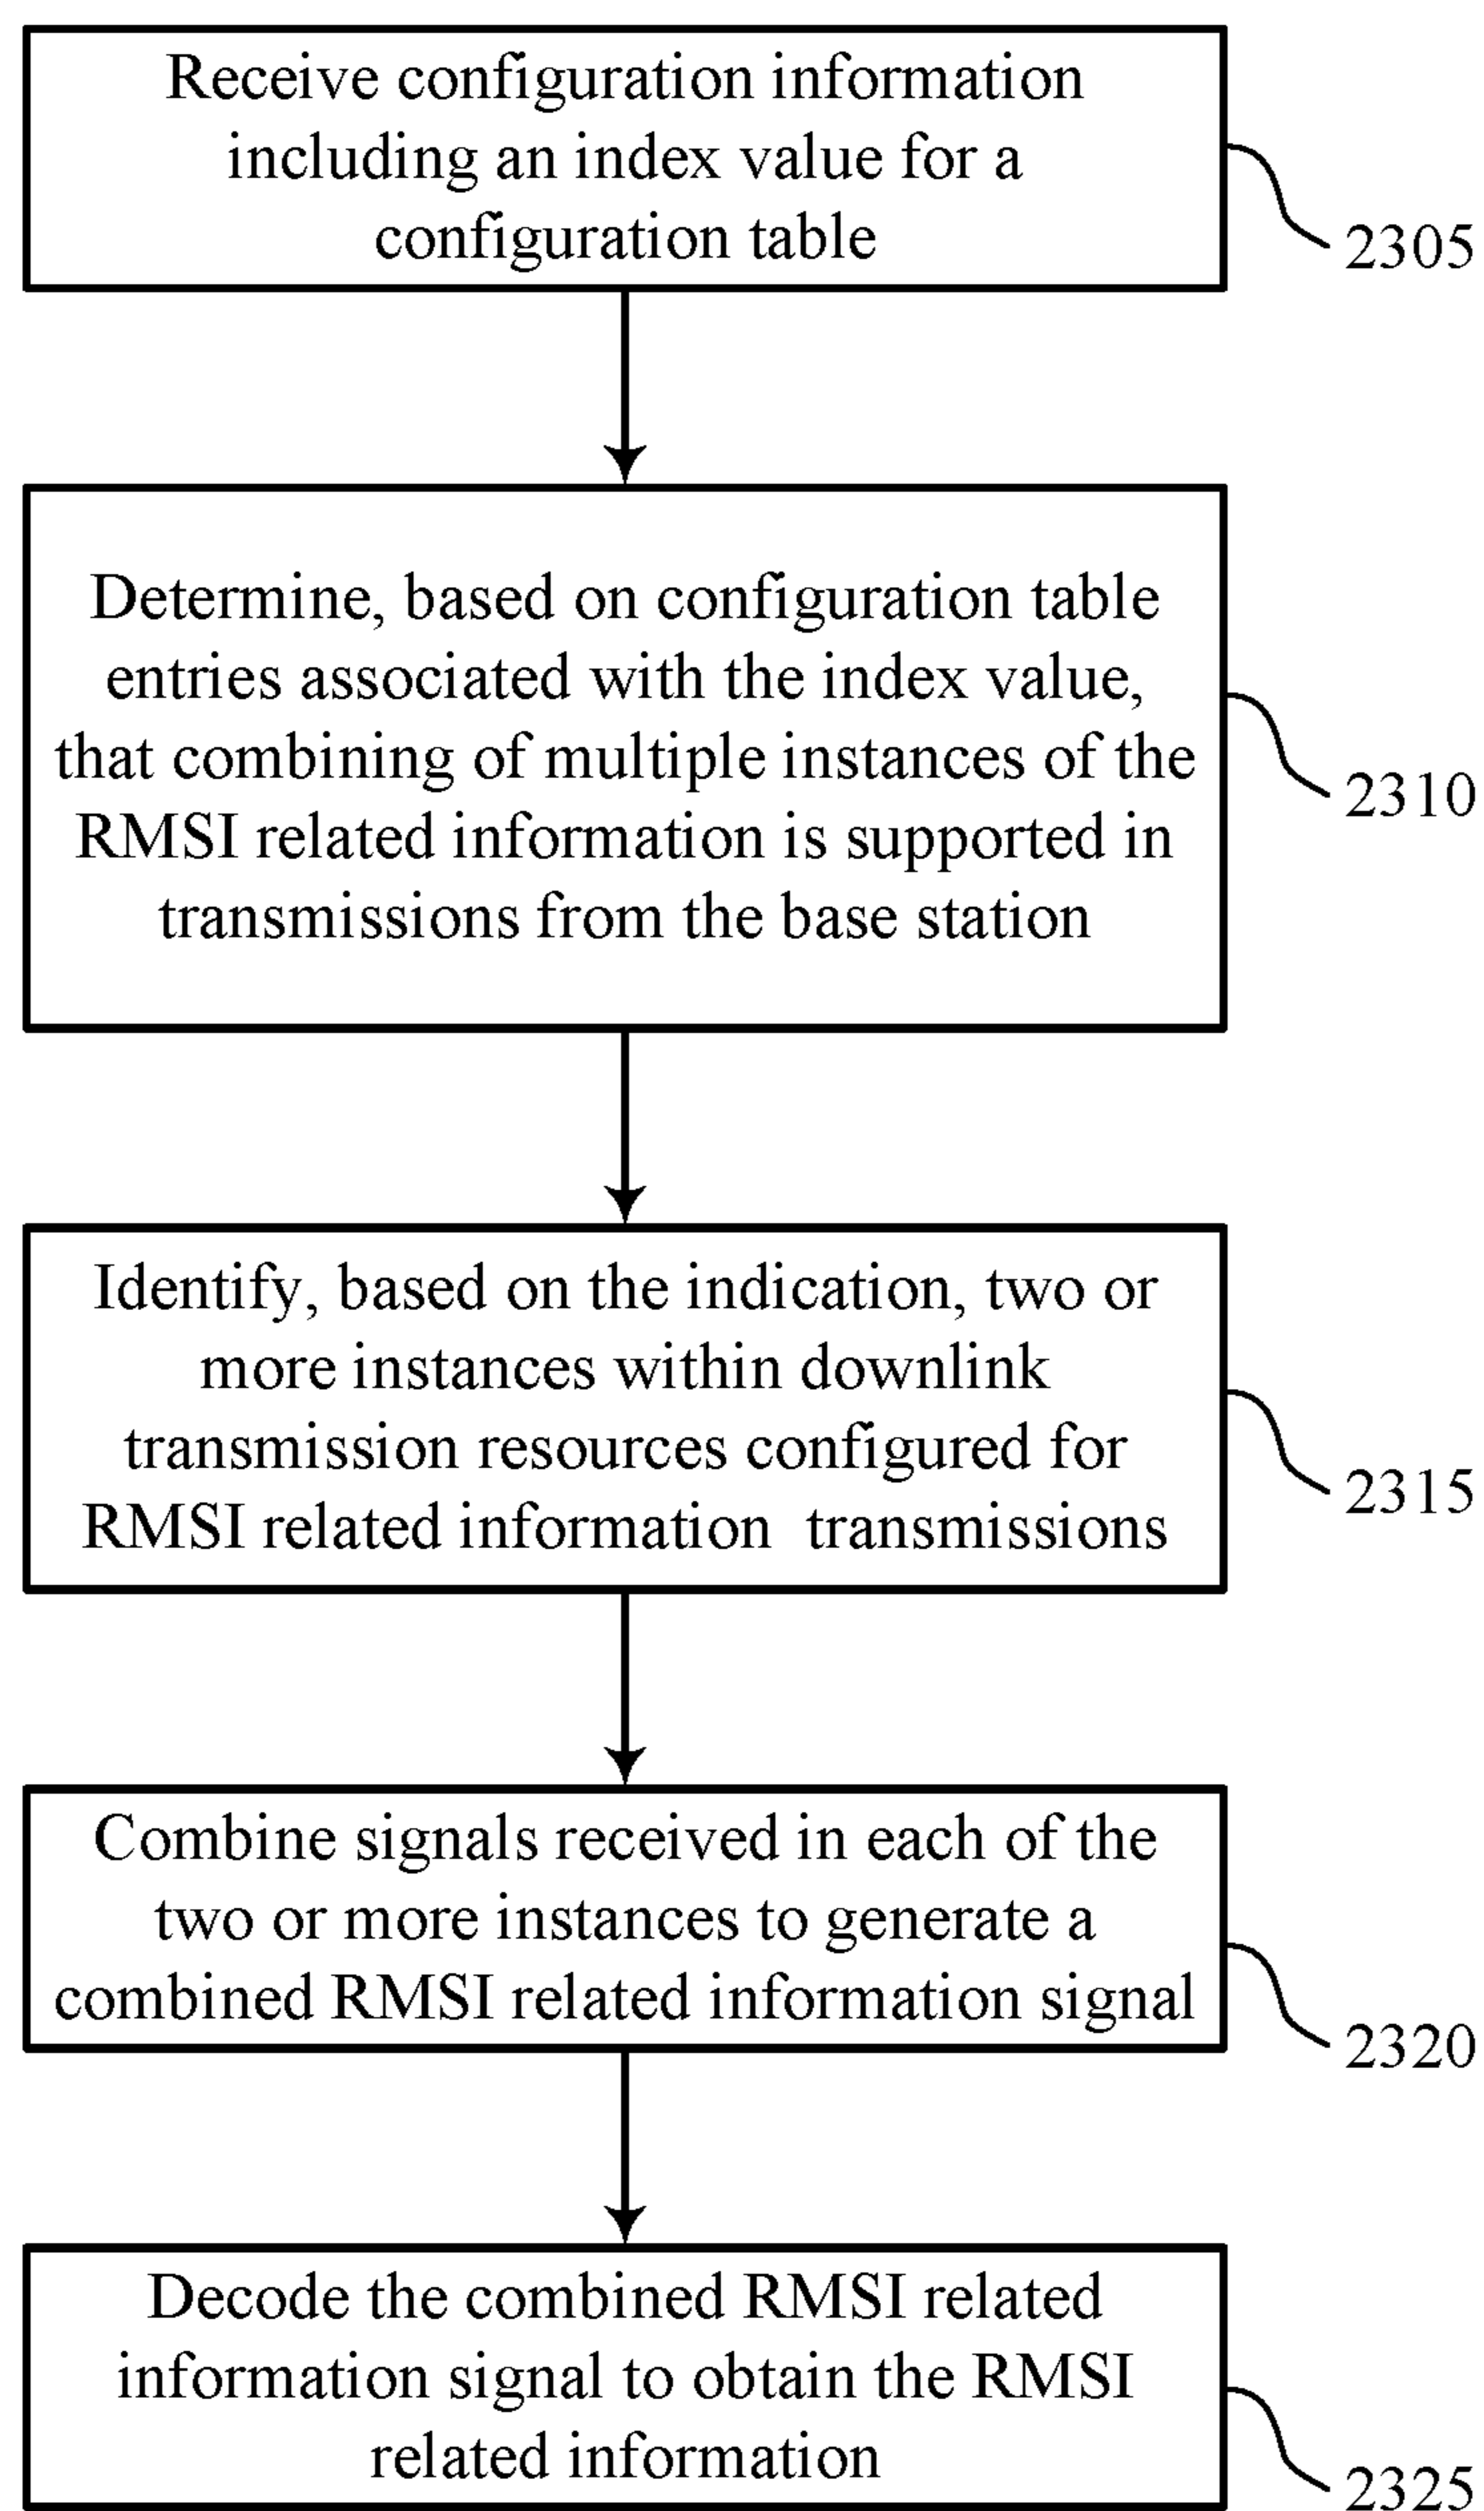 Receive configuration information
including an index value for a
configuration table
2305
Determine, based on configuration table
entries associated with the index value,
that combining of multiple instances of the
RMSI related information is supported in
transmissions from the base station
2310
Identify, based on the indication, two or
more instances within downlink
transmission resources configured for
RMSI related information  transmissions
2315
Combine signals received in each of the
two or more instances to generate a
combined RMSI related information signal
2320
Decode the combined RMSI related
information signal to obtain the RMSI
related information
2325